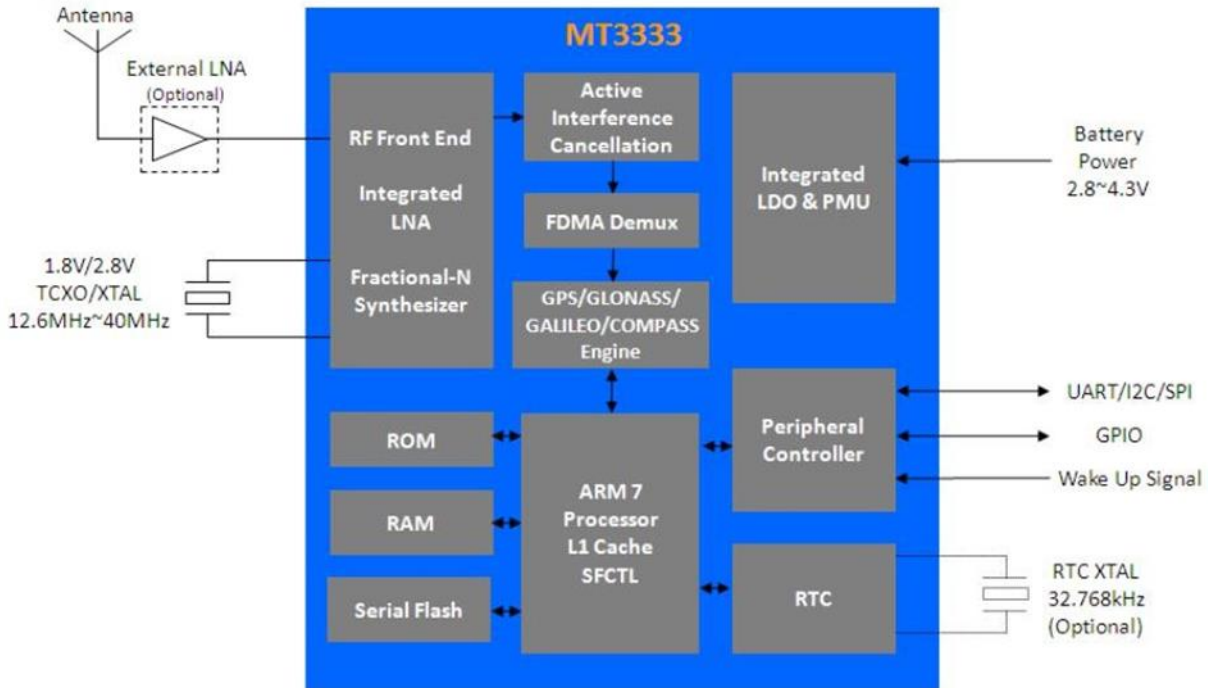 Antenna
External LNA
(Optional)
1.8V/2.8V
TCXO/XTAL
12.6MHz~40MHz
MT3333
RF Front End
Integrated
LNA
Fractional-N
Synthesizer
Active
Interference
Cancellation
FDMA Demux
GPS/GLONASS/
GALILEO/COMPASS
Engine
Integrated
LDO & PMU
Battery
Power
2.8~4.3V
ROM
RAM
Serial Flash
ARM 7
Processor
L1 Cache
SFCTL
Peripheral
Controller
UART/I2C/SPI
GPIO
Wake Up Signal
RTC
RTC XTAL
32.768kHz
(Optional)